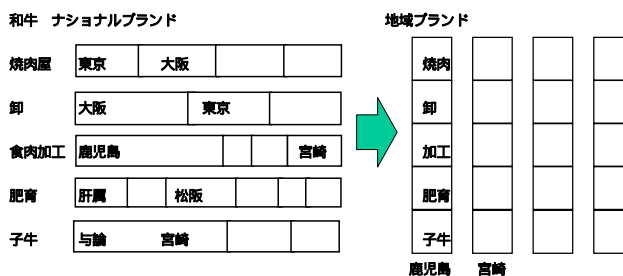 和牛 ナショナルブランド
地域ブランド
焼肉屋 東京 大阪
卸 大阪 東京
食肉加工 鹿児島 宮崎
肥育 肝属 松阪
子牛 与論 宮崎
焼肉
卸
加工
肥育
子牛
鹿児島 宮崎